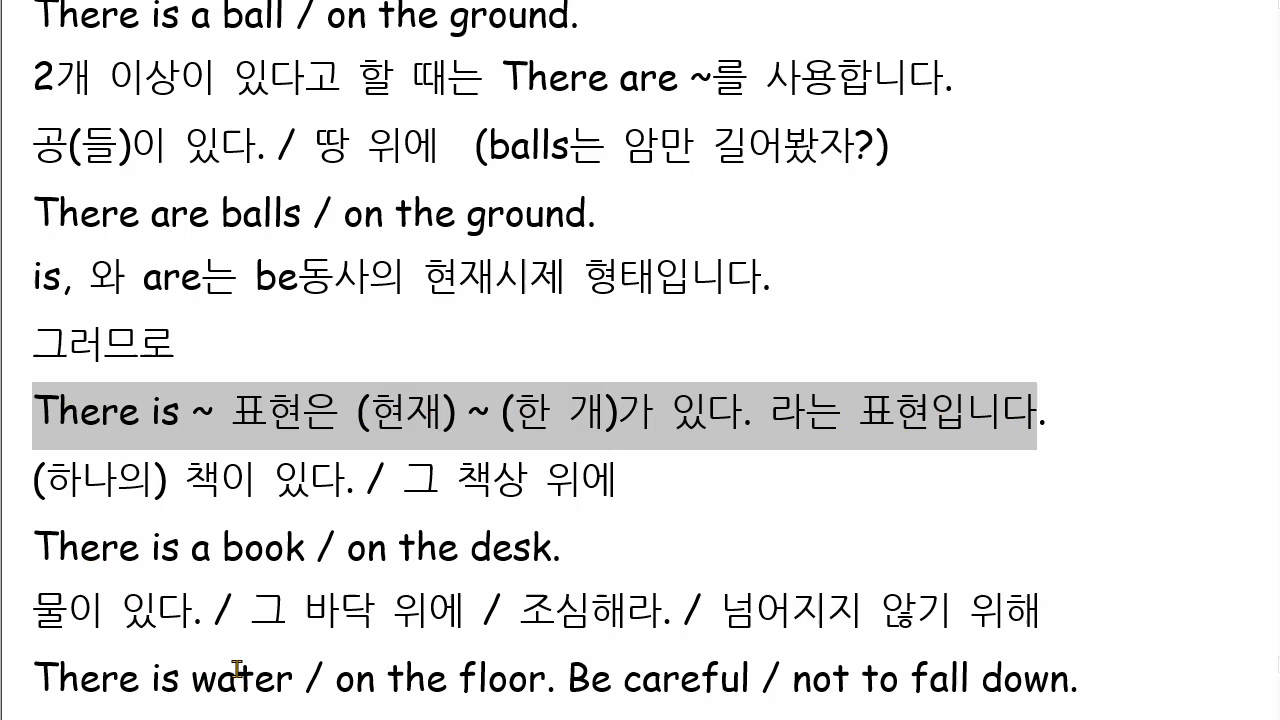 There is a ball / on the ground.
2개 이상이 있다고 할 때는 There are ~를 사용합니다.
공(들)이 있다. / 땅 위에 (balls는 암만 길어봤자?)
There are balls / on the ground.
is, 와 are는 be동사의 현재시제 형태입니다.
그러므로
There is ~ 표현은 (현재) ~ (한 개)가 있다. 라는 표현입니다.
(하나의) 책이 있다. / 그 책상 위에
There is a book / on the desk.
물이 있다. / 그 바닥 위에 / 조심해라. / 넘어지지 않기 위해
There is water / on the floor. Be careful / not to fall down.